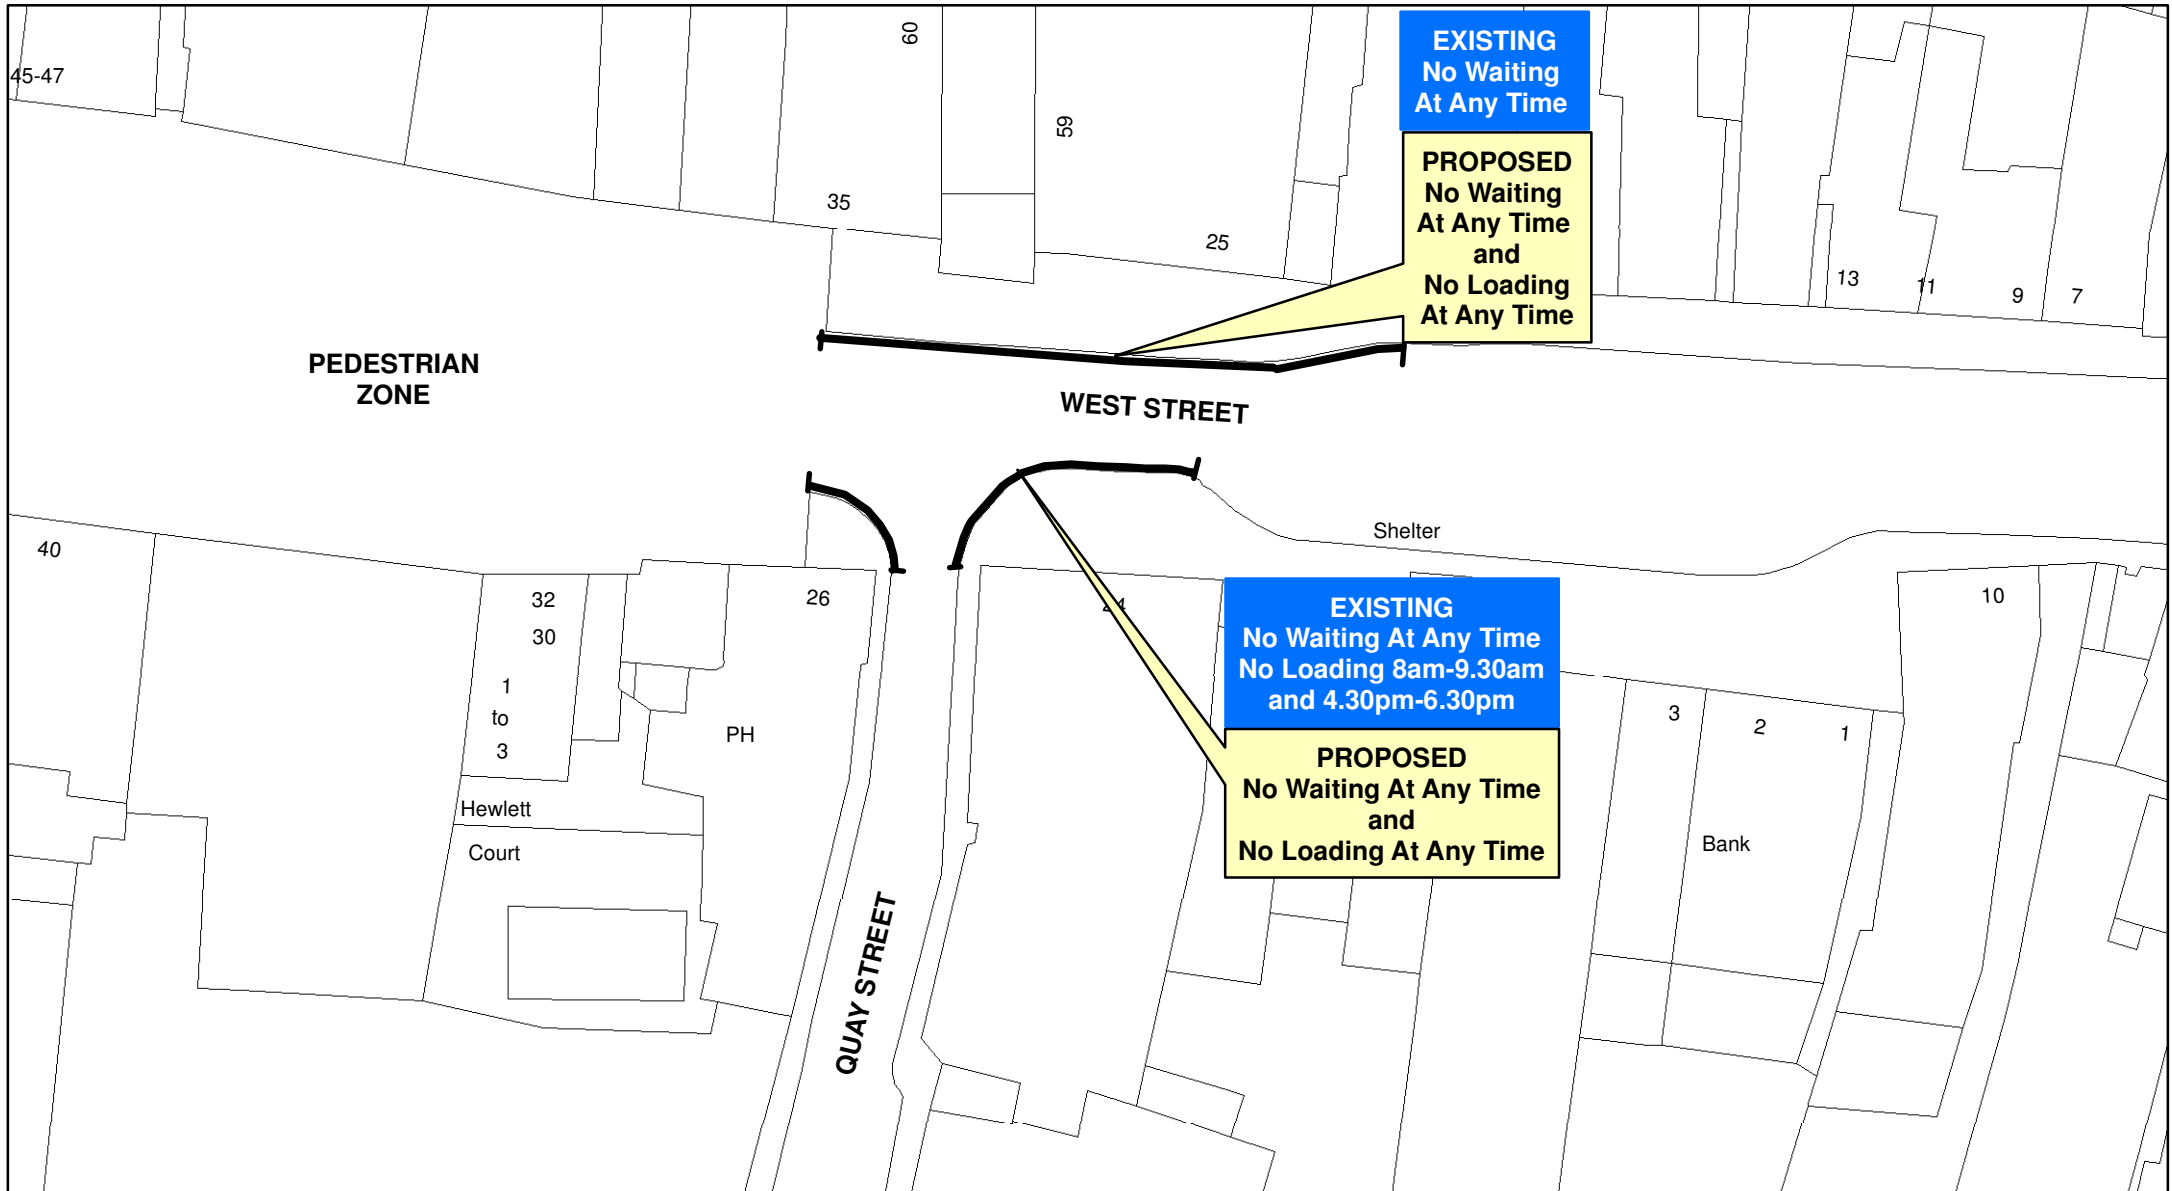 60
EXISTING
No Waiting
At Any Time
45-47
59
PROPOSED
No Waiting
At Any Time
and
No Loading
At Any Time
35
25
13
11
9
7
PEDESTRIAN
ZONE
WEST STREET
Shelter
40
32
30
26
24
10
EXISTING
No Waiting At Any Time
No Loading 8am-9.30am
and 4.30pm-6.30pm
1
to
3
PH
3
2
1
PROPOSED
No Waiting At Any Time
and
No Loading At Any Time
Hewlett
Court
Bank
QUAY STREET